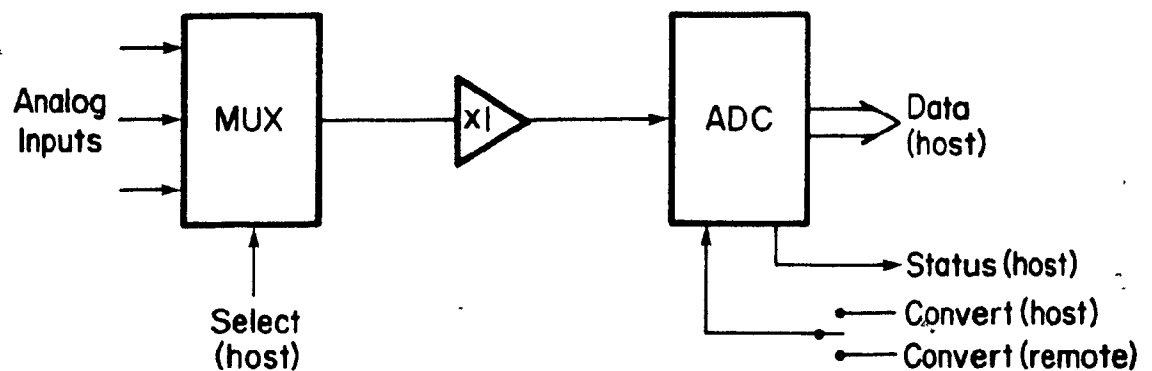 Analog
Inputs
MUX
x1
ADC
Data
(host)
Status (host)
Select
(host)
Convert (host)
Convert (remote)